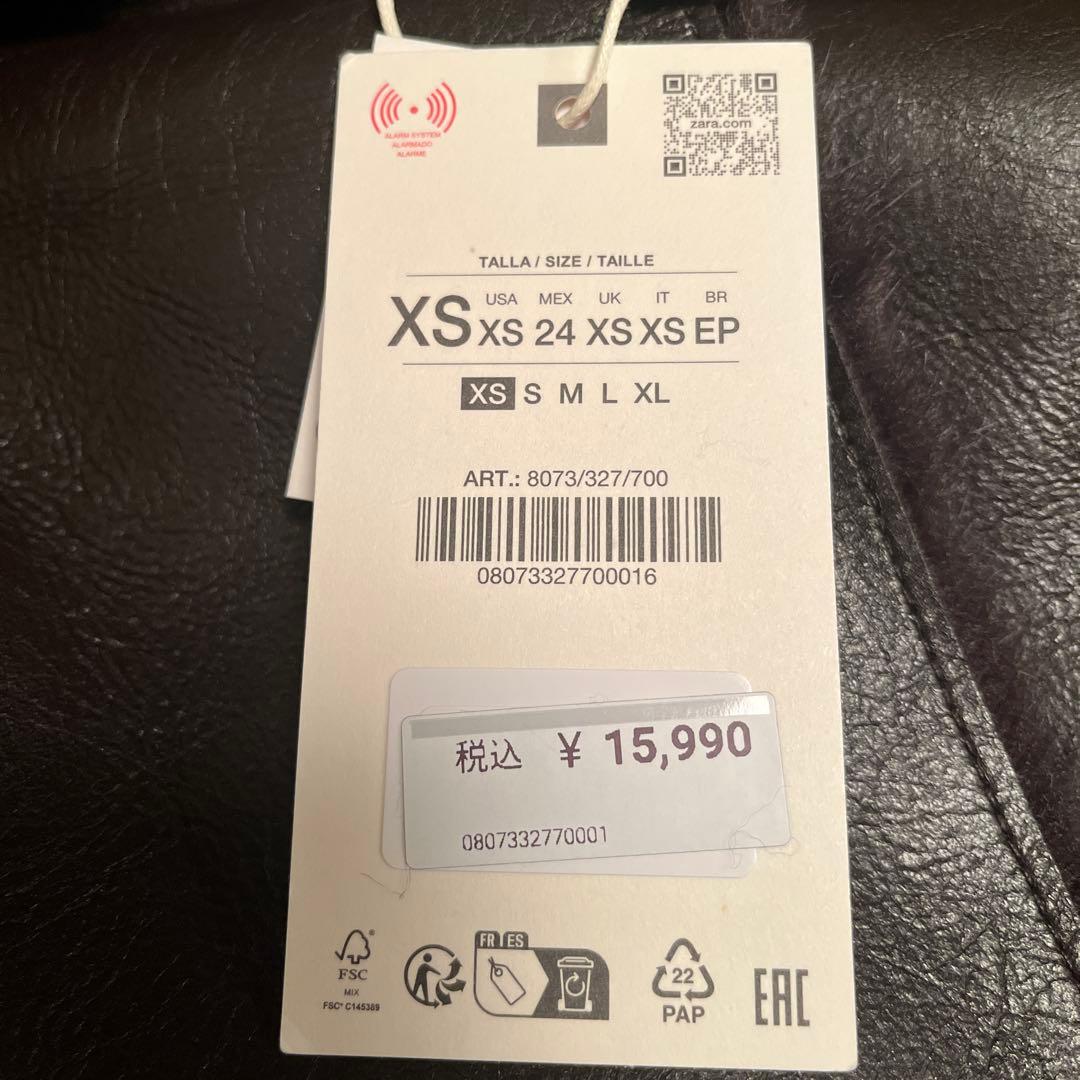 ALARM SYSTEM
ALARMADO
ALARME
zara.com
TALLA / SIZE / TAILLE
XS
USA MEX UK IT BR
XS 24 XS XS EP
XS S M L XL
ART.: 8073/327/700
08073327700016
税込 ¥ 15,990
0807332770001
FR ES
FSC®
MIX
FSC® C145389
22
PAP
EAC